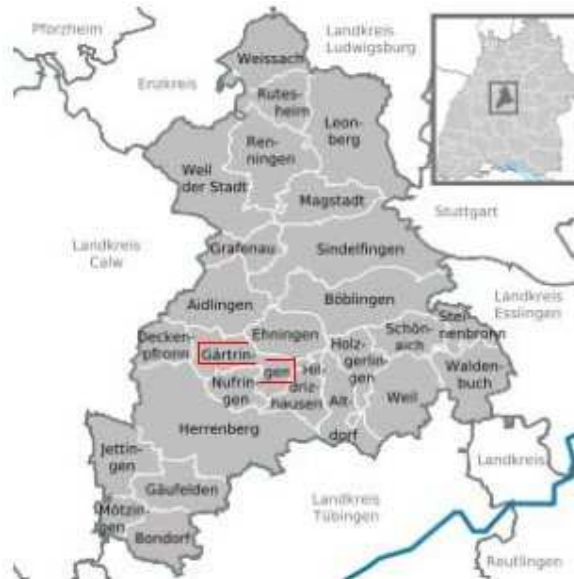 Pforzheim
Landkreis
Ludwigsburg
Weissach
Enzkreis
Rutes-
heim
Leon-
berg
Ren-
ningen
Weil
der Stadt
Magstadt
Stuttgart
Landkreis
Calw
Grafenau
Sindelfingen
Aidlingen
Böblingen
Landkreis
Esslingen
Deckenp-
pfronn
Ehningen
Holz-
gerlin-
gen
Schön-
aich
Stei-
nenbronn
Gärtrin-
gen
Hil-
driz-
hausen
Walden-
buch
Nufrin-
gen
Alt-
dorf
Weil
Herrenberg
Jettin-
gen
Landkreis
Gäufelden
Landkreis
Tübingen
Mötzin-
gen
Bondorf
Reutlingen